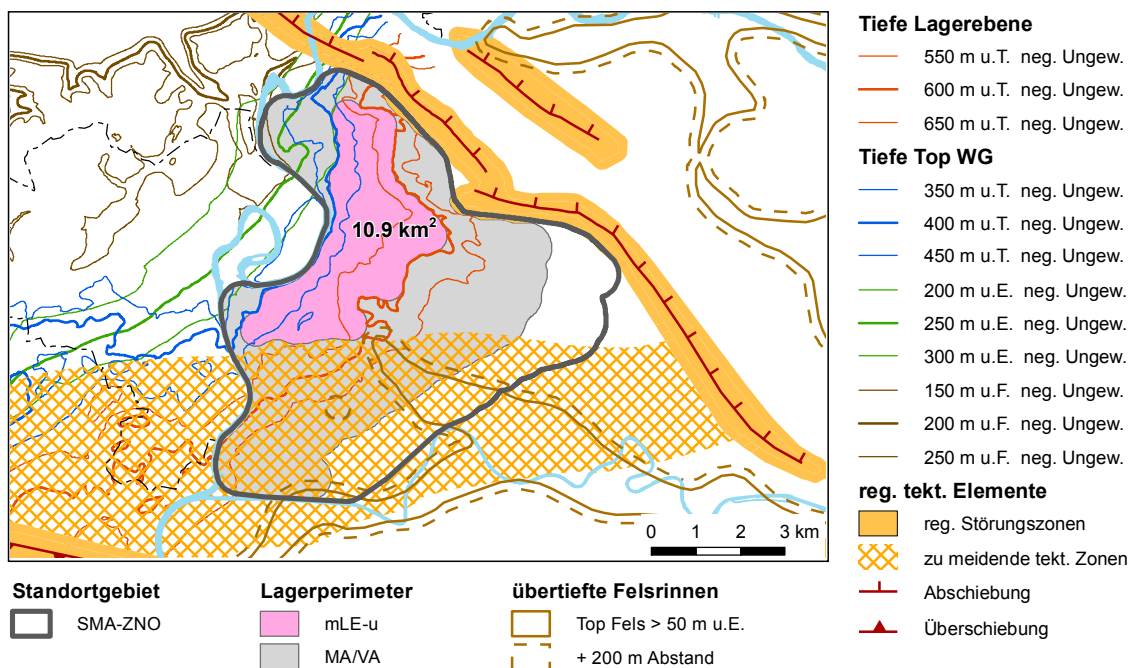 10.9 km²
0 1 2 3 km
Tiefe Lagerebene
550 m u.T. neg. Ungew.
600 m u.T. neg. Ungew.
650 m u.T. neg. Ungew.
Tiefe Top WG
350 m u.T. neg. Ungew.
400 m u.T. neg. Ungew.
450 m u.T. neg. Ungew.
200 m u.E. neg. Ungew.
250 m u.E. neg. Ungew.
300 m u.E. neg. Ungew.
150 m u.F. neg. Ungew.
200 m u.F. neg. Ungew.
250 m u.F. neg. Ungew.
reg. tekt. Elemente
reg. Störungszonen
zu meidende tekt. Zonen
Abschiebung
Überschiebung
Standortgebiet
SMA-ZNO
Lagerperimeter
mLE-u
MA/VA
übertiefte Felsrinnen
Top Fels > 50 m u.E.
+ 200 m Abstand